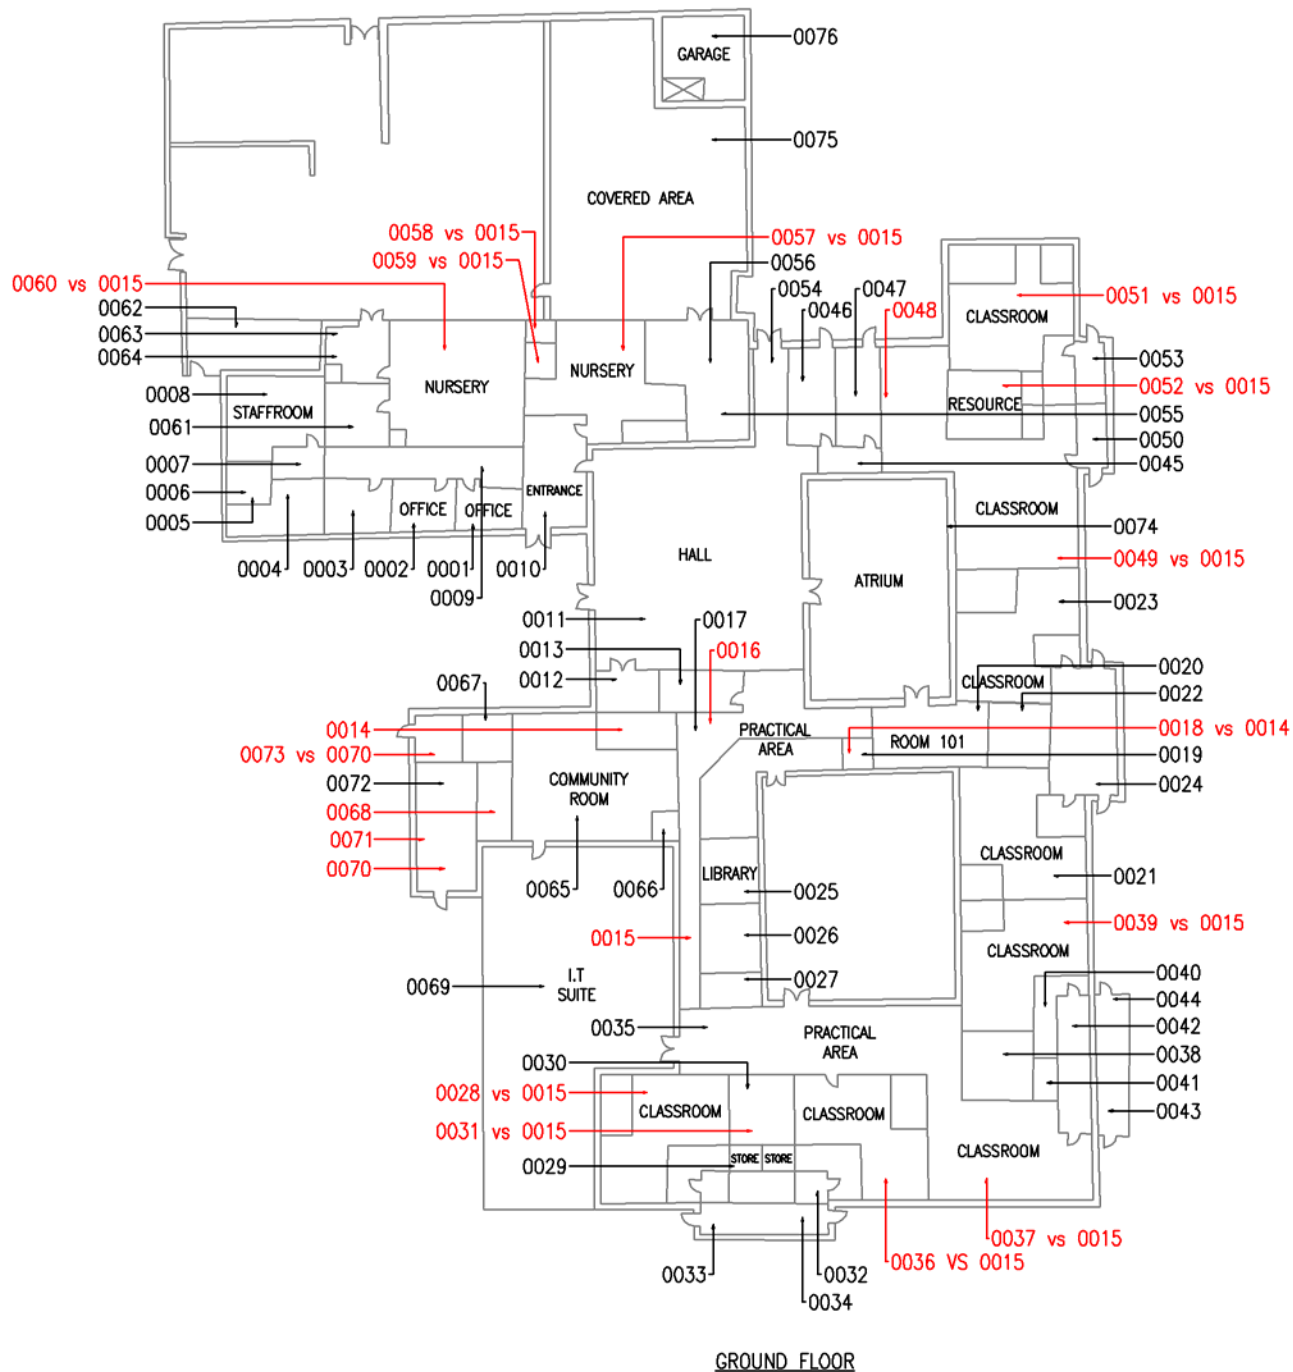 0076
GARAGE
0075
COVERED AREA
0058 vs 0015
0057 vs 0015
0059 vs 0015
0056
0060 vs 0015
0054
0047
0051 vs 0015
0062
0046
0048
CLASSROOM
0063
0053
0064
NURSERY
NURSERY
0052 vs 0015
0008
RESOURCE
STAFFROOM
0055
0061
0050
0007
0045
0006
ENTRANCE
0005
OFFICE
OFFICE
CLASSROOM
0074
HALL
0049 vs 0015
0004
0003
0002
0001
0010
ATRIUM
0009
0023
0011
0017
0013
0016
0020
0012
CLASSROOM
0067
0022
0014
PRACTICAL
AREA
0018 vs 0014
0073 vs 0070
ROOM 101
0019
0072
COMMUNITY
ROOM
0024
0068
0071
CLASSROOM
0070
LIBRARY
0021
0065
0066
0025
0039 vs 0015
0015
0026
CLASSROOM
0069
I.T
SUITE
0027
0040
0044
0035
PRACTICAL
AREA
0042
0030
0038
0028 vs 0015
0041
CLASSROOM
CLASSROOM
0043
0031 vs 0015
CLASSROOM
0029
STORE
STORE
0037 vs 0015
0036 VS 0015
0033
0032
0034
GROUND FLOOR